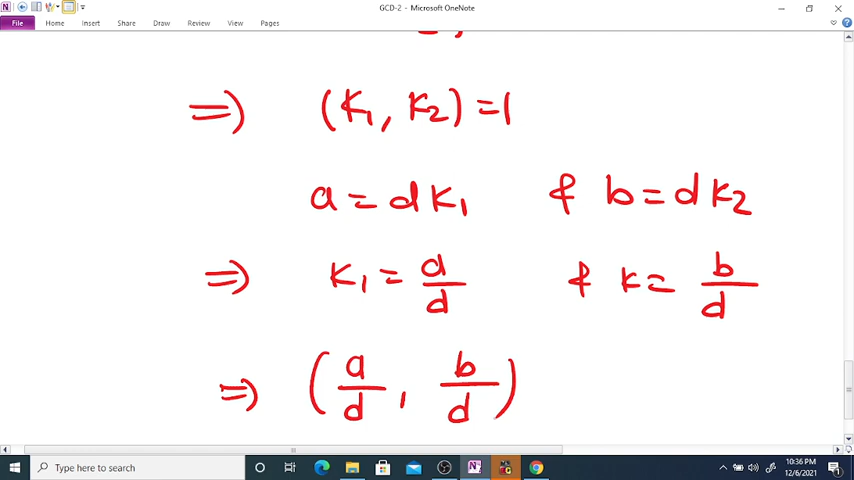 GCD-2 - Microsoft OneNote
File Home Insert Share Draw History Review View Pages
=> (K1, K2) = 1
a = dK1 & b = dK2
=> K1 = a/d & K = b/d
=> (a/d, b/d)
Type here to search
10:36 PM
12/6/2021